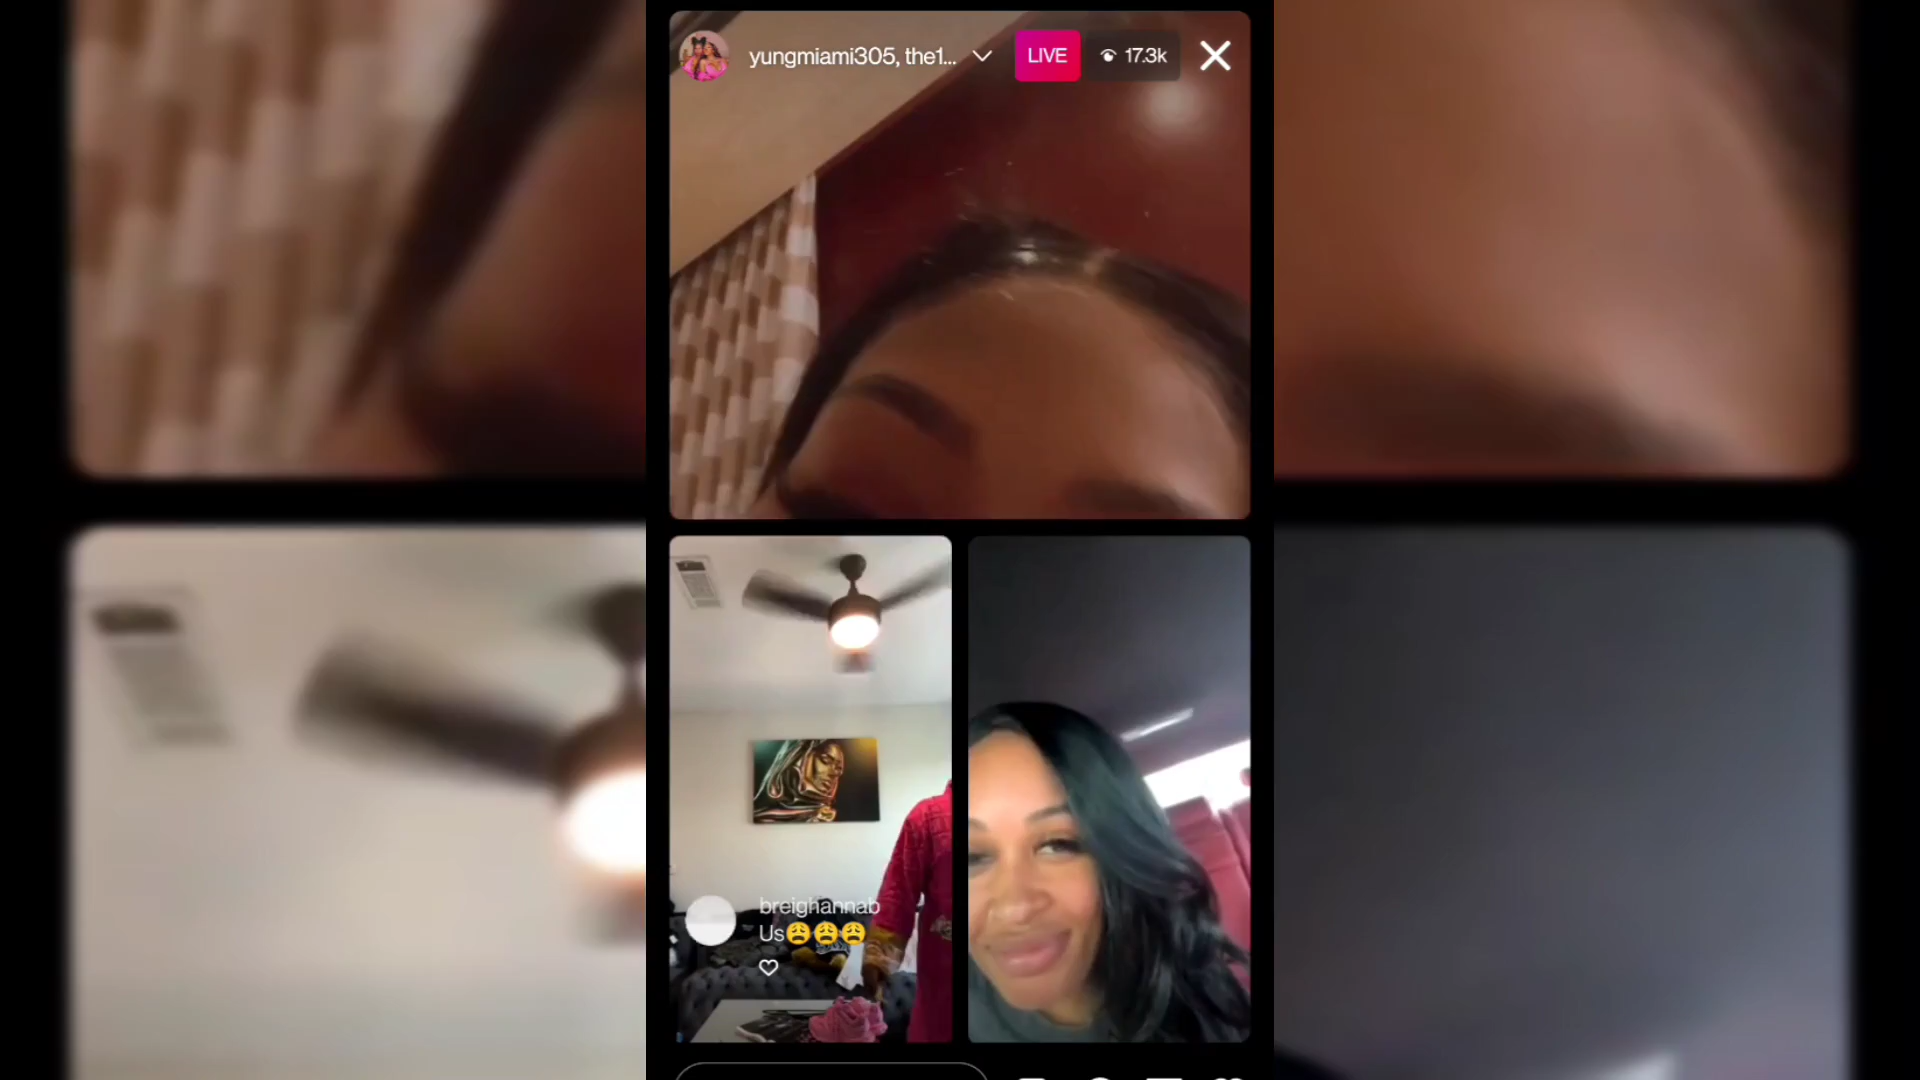 yungmiami305, the1... LIVE 17.3k
breighannab
Us😩😩😩